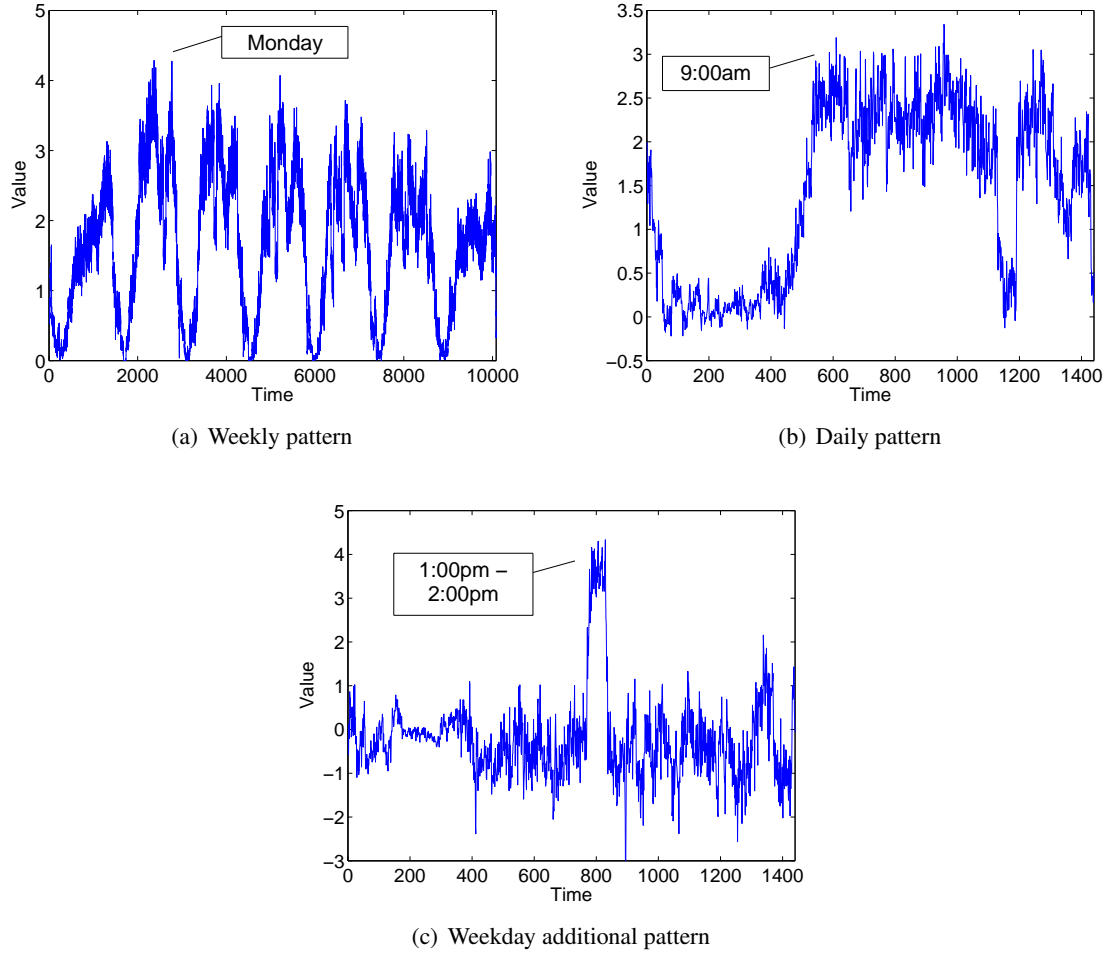 5
4
3
2
1
0
Value
Monday
0 2000 4000 6000 8000 10000
Time
(a) Weekly pattern
3.5
3
2.5
2
1.5
1
0.5
0
−0.5
Value
9:00am
0 200 400 600 800 1000 1200 1400
Time
(b) Daily pattern
5
4
3
2
1
0
−1
−2
−3
Value
1:00pm –
2:00pm
0 200 400 600 800 1000 1200 1400
Time
(c) Weekday additional pattern